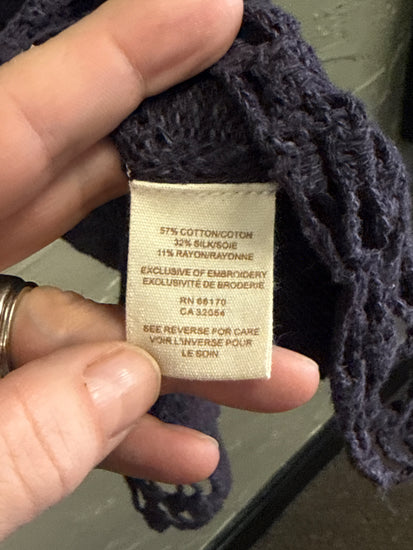 57% COTTON/COTON
32% SILK/SOIE
11% RAYON/RAYONNE
EXCLUSIVE OF EMBROIDERY
EXCLUSIVITÉ DE BRODERIE
RN 66170
CA 32054
SEE REVERSE FOR CARE
VOIR L'INVERSE POUR
LE SOIN